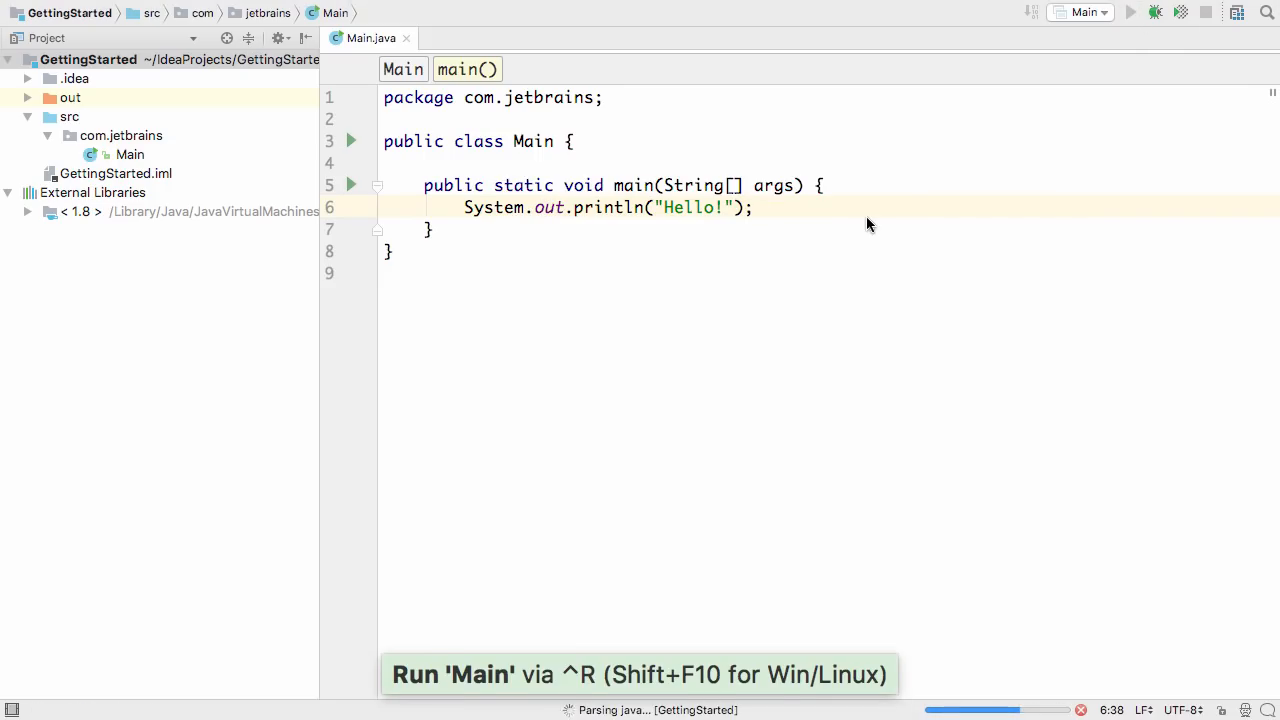 GettingStarted src com jetbrains Main Main
Project
Main.java
GettingStarted ~/IdeaProjects/GettingStarte
Main main()
.idea
out
src
com.jetbrains
Main
GettingStarted.iml
External Libraries
< 1.8 > /Library/Java/JavaVirtualMachines
1 package com.jetbrains;
2
3 public class Main {
4
5 public static void main(String[] args) {
6 System.out.println("Hello!");
7 }
8 }
9
Run 'Main' via ^R (Shift+F10 for Win/Linux)
Parsing java... [GettingStarted] 6:38 LF UTF-8